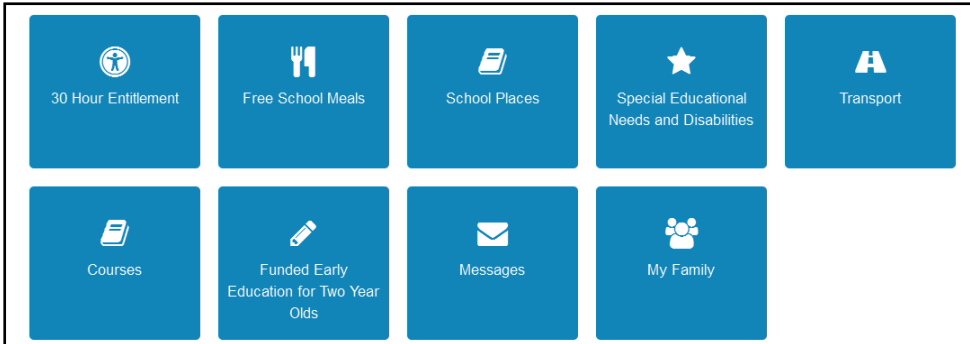 30 Hour Entitlement
Free School Meals
School Places
Special Educational
Needs and Disabilities
Transport
Courses
Funded Early
Education for Two Year
Olds
Messages
My Family